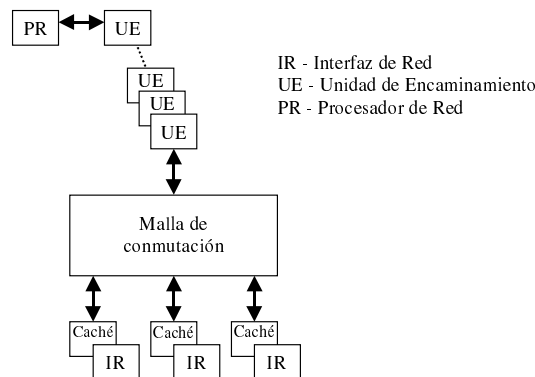 PR
UE
IR - Interfaz de Red
UE - Unidad de Encaminamiento
PR - Procesador de Red
UE
UE
UE
Malla de
conmutación
Caché
Caché
Caché
IR
IR
IR